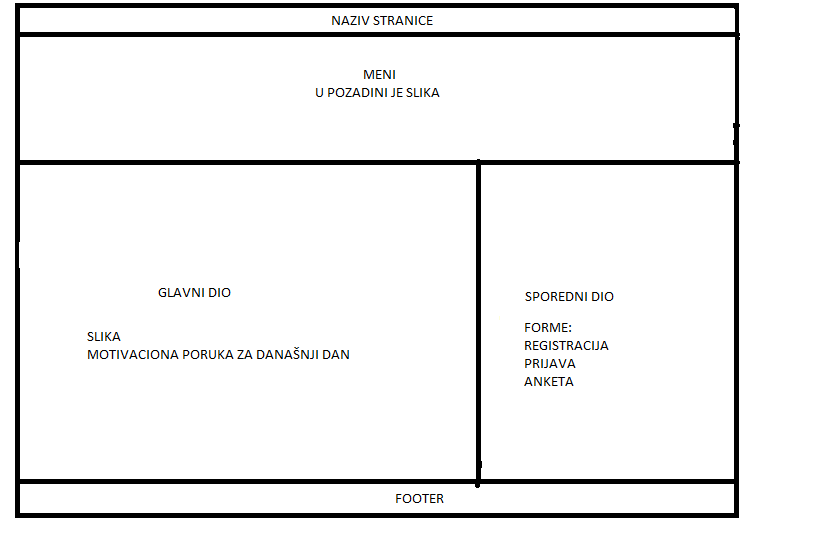 NAZIV STRANICE
MENI
U POZADINI JE SLIKA
GLAVNI DIO
SLIKA
MOTIVACIONA PORUKA ZA DANAŠNJI DAN
SPOREDNI DIO
FORME:
REGISTRACIJA
PRIJAVA
ANKETA
FOOTER